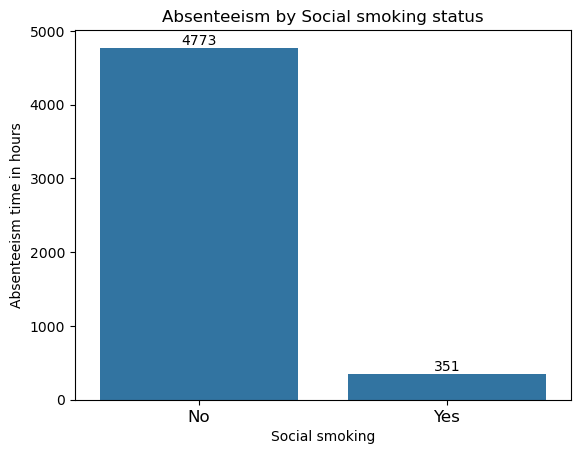 Absenteeism by Social smoking status
5000
4000
3000
2000
1000
0
Absenteeism time in hours
4773
351
No
Yes
Social smoking